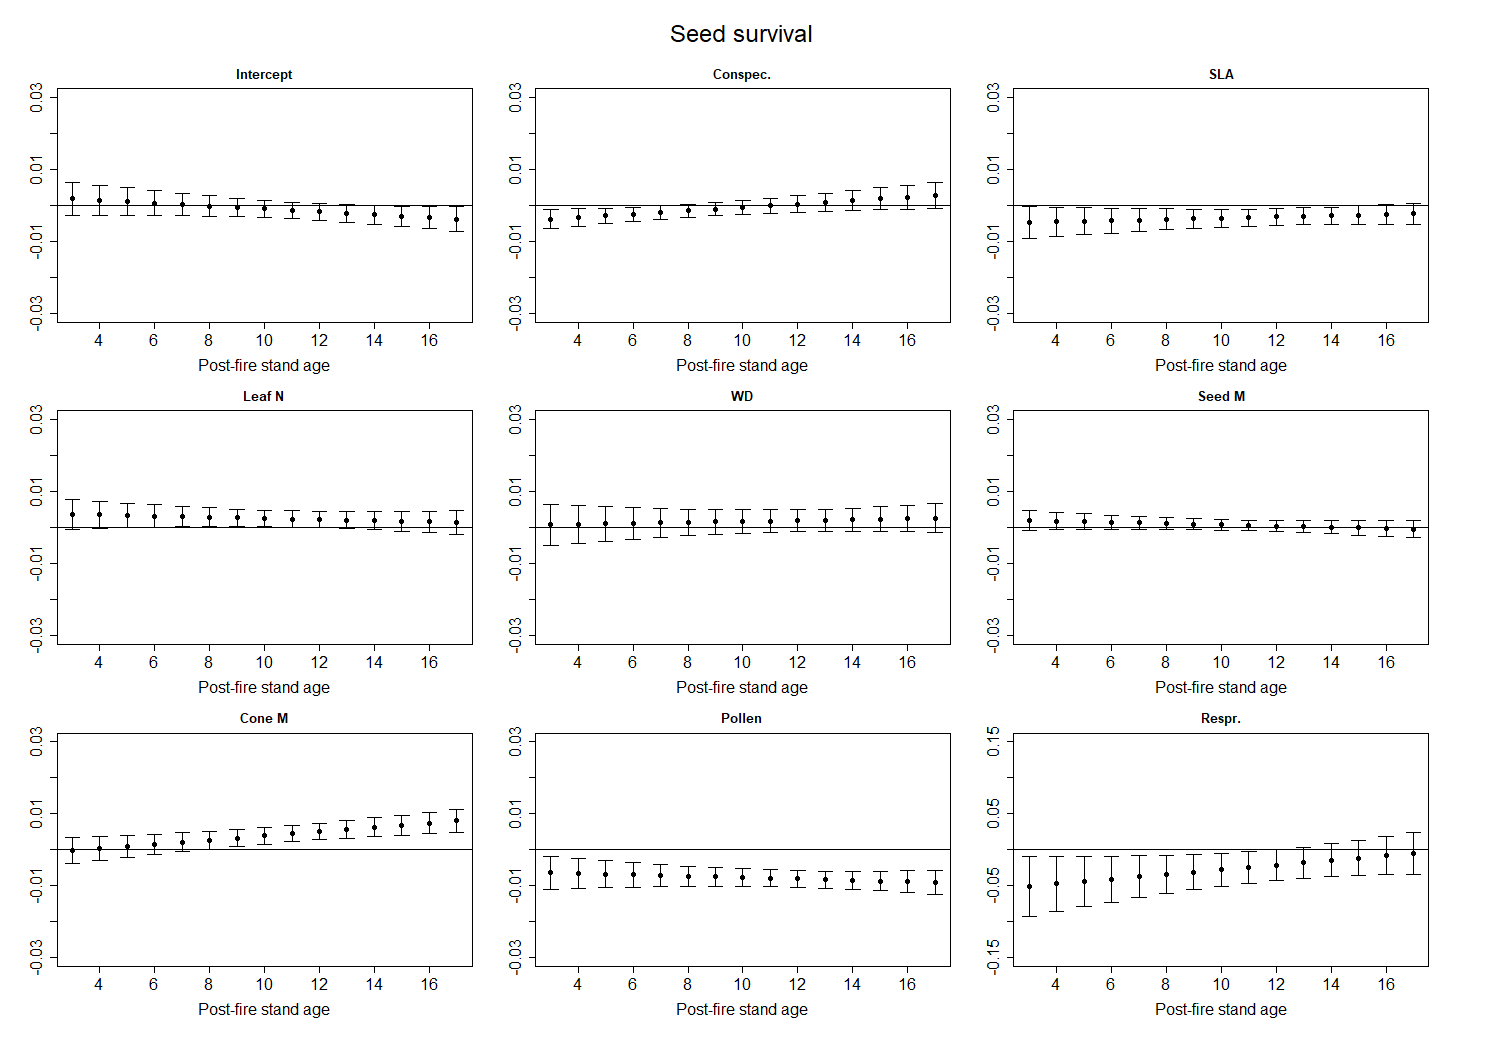 Seed survival
Intercept
0.03
0.01
-0.01
-0.03
4 6 8 10 12 14 16
Post-fire stand age
Conspec.
0.03
0.01
-0.01
-0.03
4 6 8 10 12 14 16
Post-fire stand age
SLA
0.03
0.01
-0.01
-0.03
4 6 8 10 12 14 16
Post-fire stand age
Leaf N
0.03
0.01
-0.01
-0.03
4 6 8 10 12 14 16
Post-fire stand age
WD
0.03
0.01
-0.01
-0.03
4 6 8 10 12 14 16
Post-fire stand age
Seed M
0.03
0.01
-0.01
-0.03
4 6 8 10 12 14 16
Post-fire stand age
Cone M
0.03
0.01
-0.01
-0.03
4 6 8 10 12 14 16
Post-fire stand age
Pollen
0.03
0.01
-0.01
-0.03
4 6 8 10 12 14 16
Post-fire stand age
Respr.
0.15
0.05
-0.05
-0.15
4 6 8 10 12 14 16
Post-fire stand age